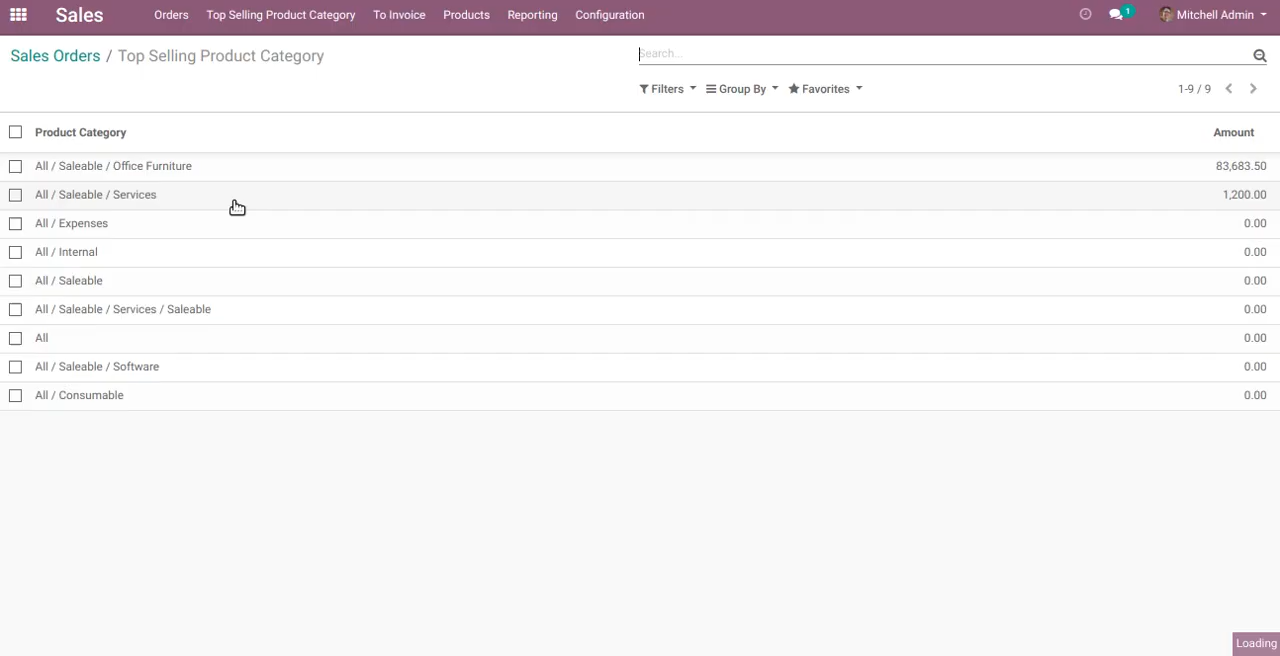 Sales Orders Top Selling Product Category To Invoice Products Reporting Configuration 1 Mitchell Admin
Sales Orders / Top Selling Product Category Search...
Filters Group By Favorites 1-9 / 9
Product Category Amount
All / Saleable / Office Furniture 83,683.50
All / Saleable / Services 1,200.00
All / Expenses 0.00
All / Internal 0.00
All / Saleable 0.00
All / Saleable / Services / Saleable 0.00
All 0.00
All / Saleable / Software 0.00
All / Consumable 0.00
Loading